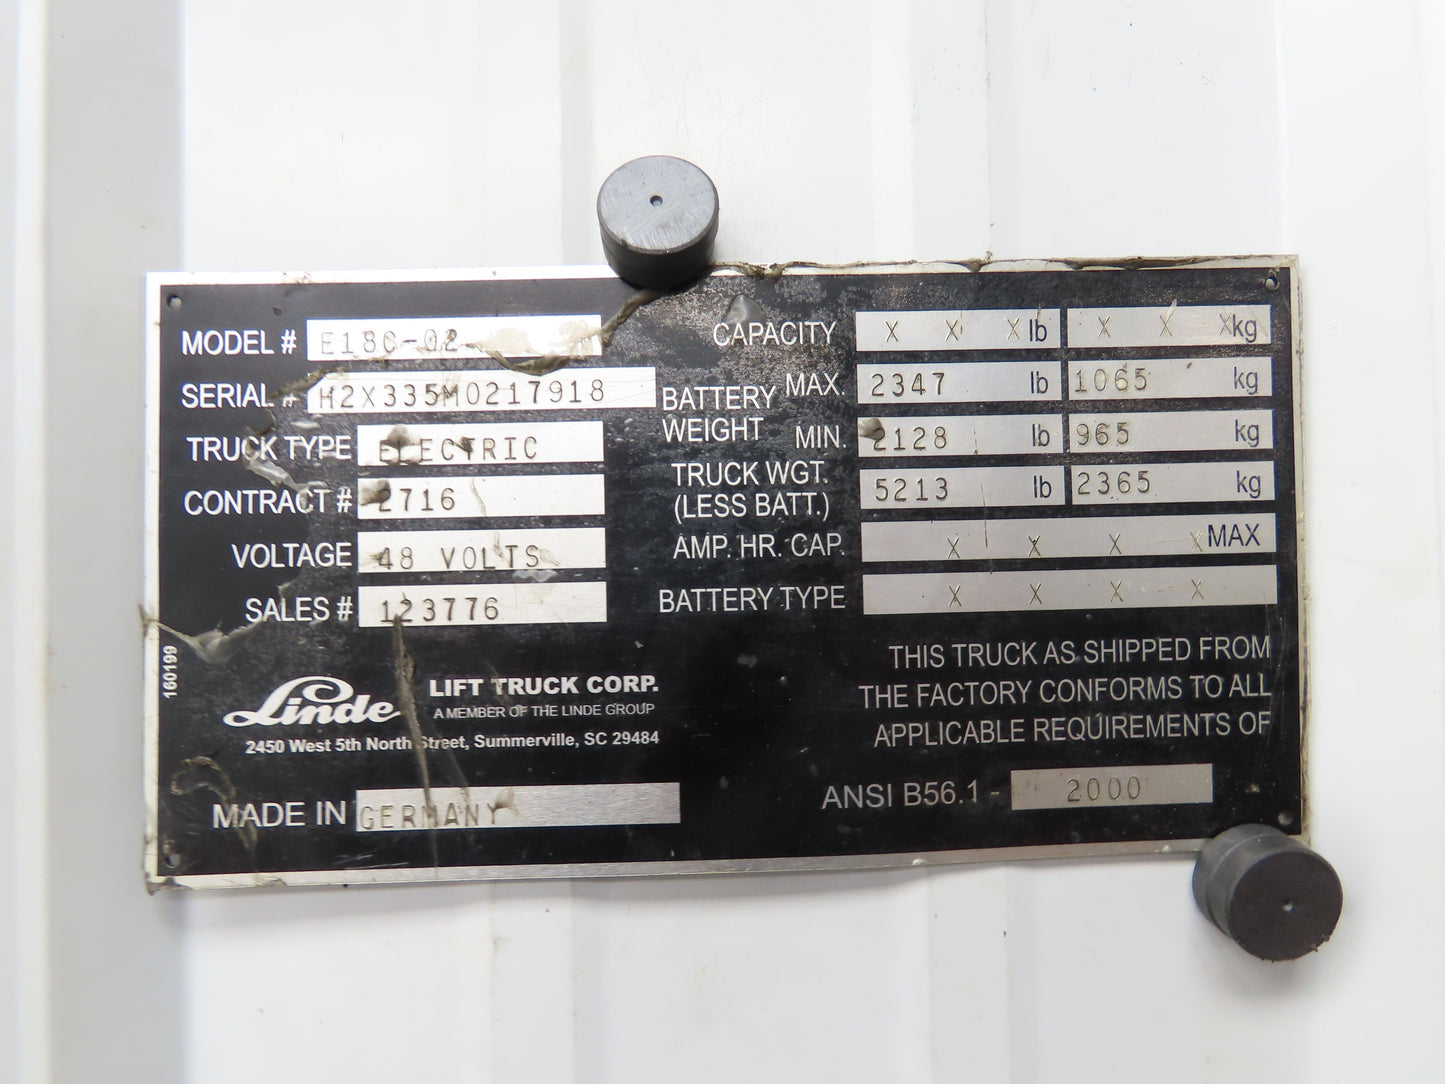 MODEL # E18C-02
SERIAL # H2X335M0217918
TRUCK TYPE ELECTRIC
CONTRACT # 2716
VOLTAGE 48 VOLTS
SALES # 123776
160199
Linde LIFT TRUCK CORP.
A MEMBER OF THE LINDE GROUP
2450 West 5th North Street, Summerville, SC 29484
MADE IN GERMANY
CAPACITY X X X lb X X X kg
BATTERY WEIGHT MAX. 2347 lb 1065 kg
MIN. 2128 lb 965 kg
TRUCK WGT. (LESS BATT.) 5213 lb 2365 kg
AMP. HR. CAP. X X X X MAX
BATTERY TYPE X X X X
THIS TRUCK AS SHIPPED FROM
THE FACTORY CONFORMS TO ALL
APPLICABLE REQUIREMENTS OF
ANSI B56.1 - 2000